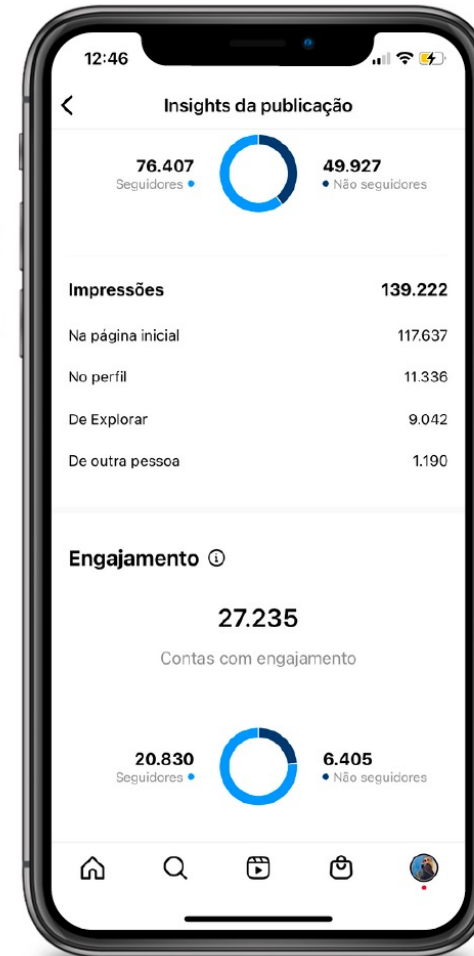 12:46
Insights da publicação
76.407 49.927
Seguidores • • Não seguidores
Impressões 139.222
Na página inicial 117.637
No perfil 11.336
De Explorar 9.042
De outra pessoa 1.190
Engajamento
27.235
Contas com engajamento
20.830 6.405
Seguidores • • Não seguidores